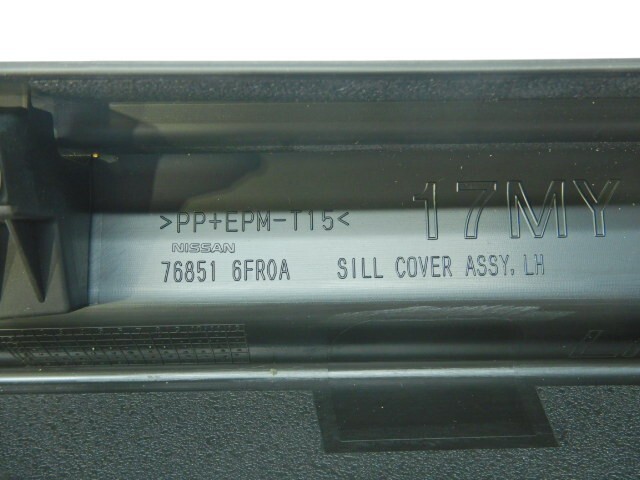 17MY
>PP+EPM-T15<
NISSAN
76851 6FR0A SILL COVER ASSY, LH